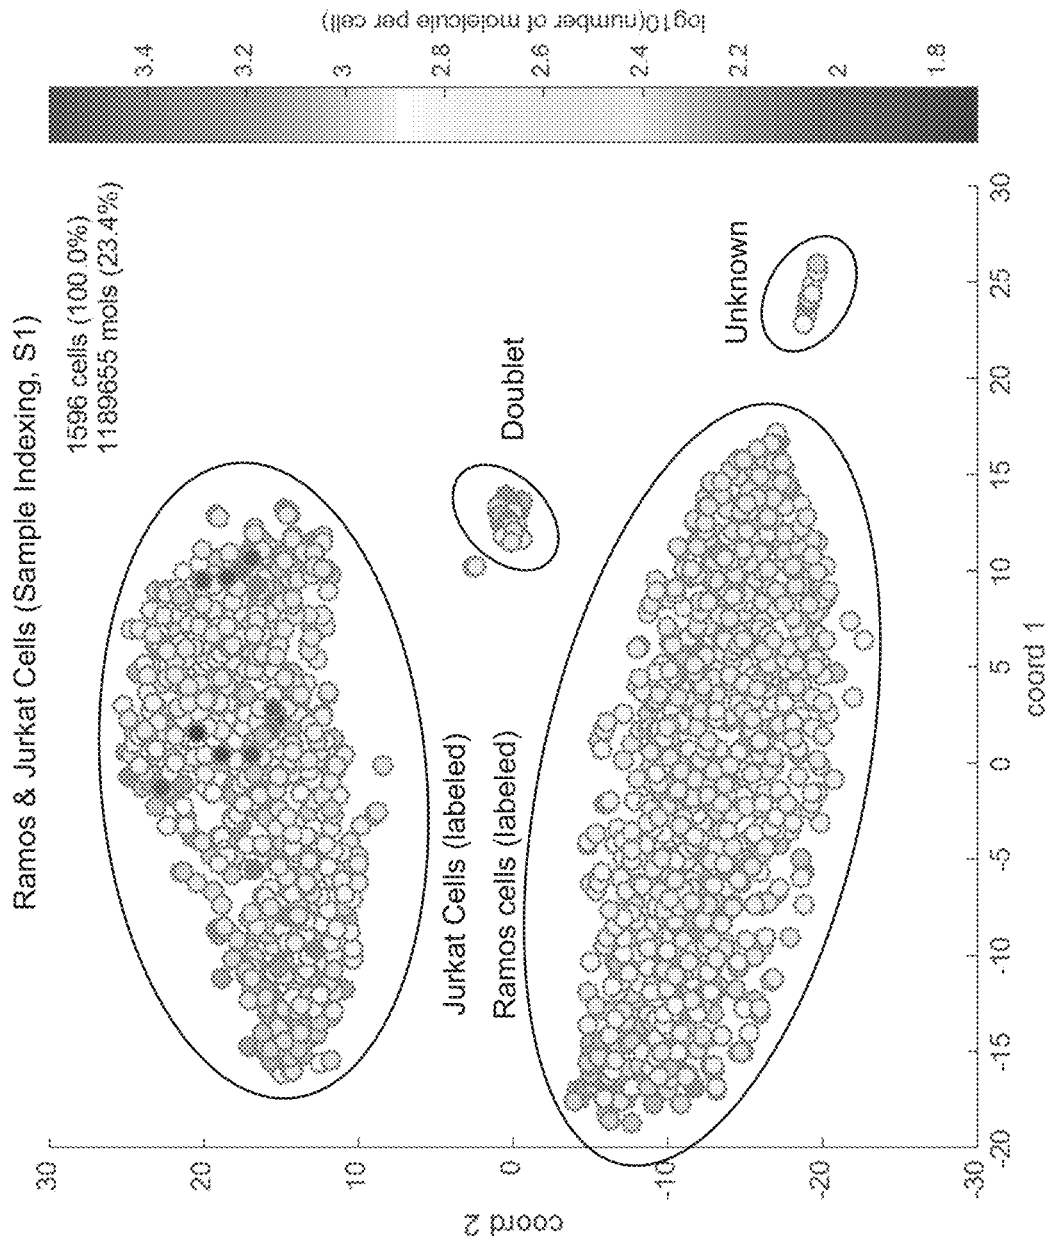 Ramos & Jurkat Cells (Sample Indexing, S1)
1596 cells (100.0%)
1189655 mols (23.4%)
Jurkat Cells (labeled)
Ramos cells (labeled)
Doublet
Unknown
coord 2
30
20
10
0
-10
-20
-30
coord 1
-20
-15
-10
-5
0
5
10
15
20
25
30
log10(number of molelcule per cell)
3.4
3.2
3
2.8
2.6
2.4
2.2
2
1.8